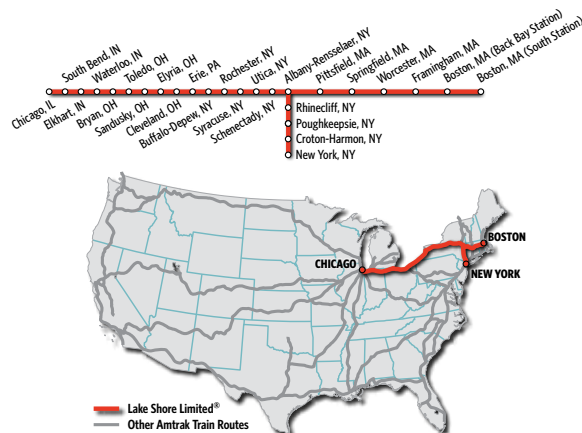 South Bend, IN
Waterloo, IN
Toledo, OH
Elyria, OH
Erie, PA
Rochester, NY
Utica, NY
Albany-Rensselaer, NY
Pittsfield, MA
Springfield, MA
Worcester, MA
Framingham, MA
Boston, MA (Back Bay Station)
Boston, MA (South Station)
Chicago, IL
Elkhart, IN
Bryan, OH
Sandusky, OH
Cleveland, OH
Buffalo-Depew, NY
Syracuse, NY
Schenectady, NY
Rhinecliff, NY
Poughkeepsie, NY
Croton-Harmon, NY
New York, NY
BOSTON
CHICAGO
NEW YORK
Lake Shore Limited®
Other Amtrak Train Routes